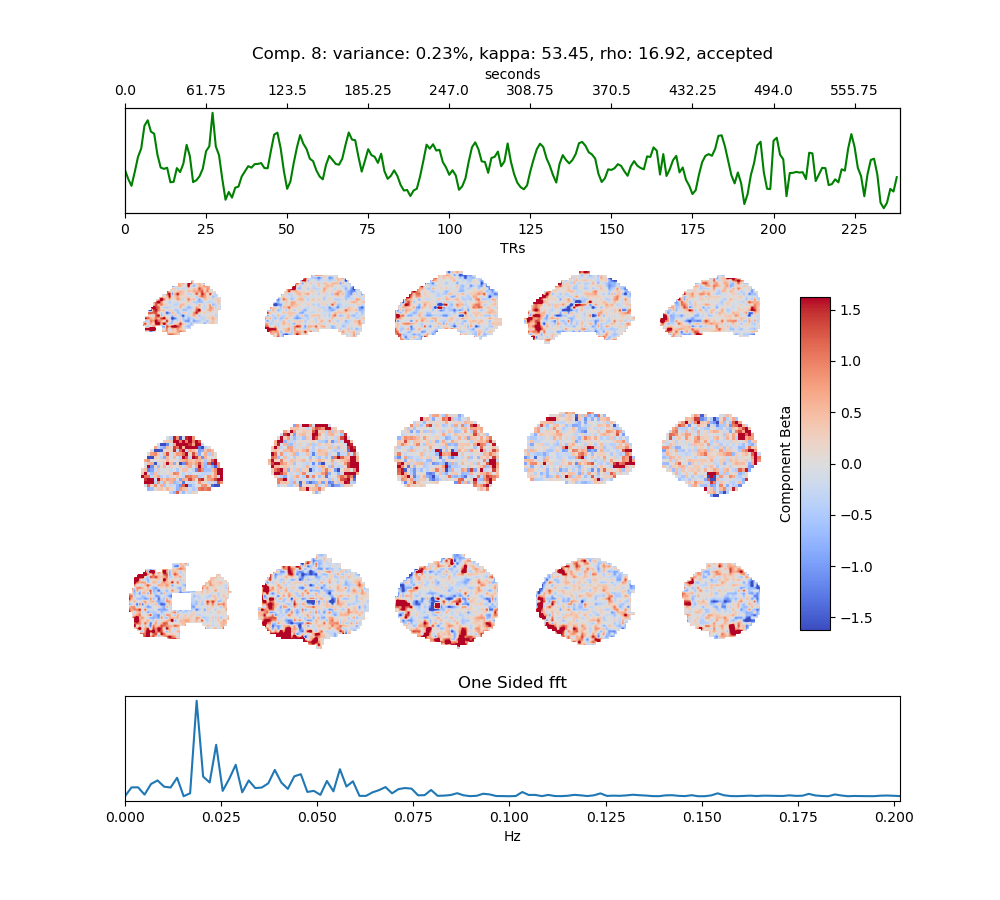 Comp. 8: variance: 0.23%, kappa: 53.45, rho: 16.92, accepted
seconds
0.0 61.75 123.5 185.25 247.0 308.75 370.5 432.25 494.0 555.75
0 25 50 75 100 125 150 175 200 225
TRs
1.5
1.0
0.5
0.0
−0.5
−1.0
−1.5
Component Beta
One Sided fft
0.000 0.025 0.050 0.075 0.100 0.125 0.150 0.175 0.200
Hz